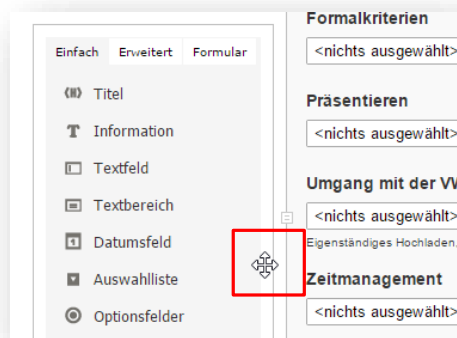 Einfach Erweitert Formular
Titel
Information
Textfeld
Textbereich
Datumsfeld
Auswahlliste
Optionsfelder
Formalkriterien
<nichts ausgewählt>
Präsentieren
<nichts ausgewählt>
Umgang mit der
<nichts ausgewählt>
Eigenständiges Hochladen,
Zeitmanagement
<nichts ausgewählt>